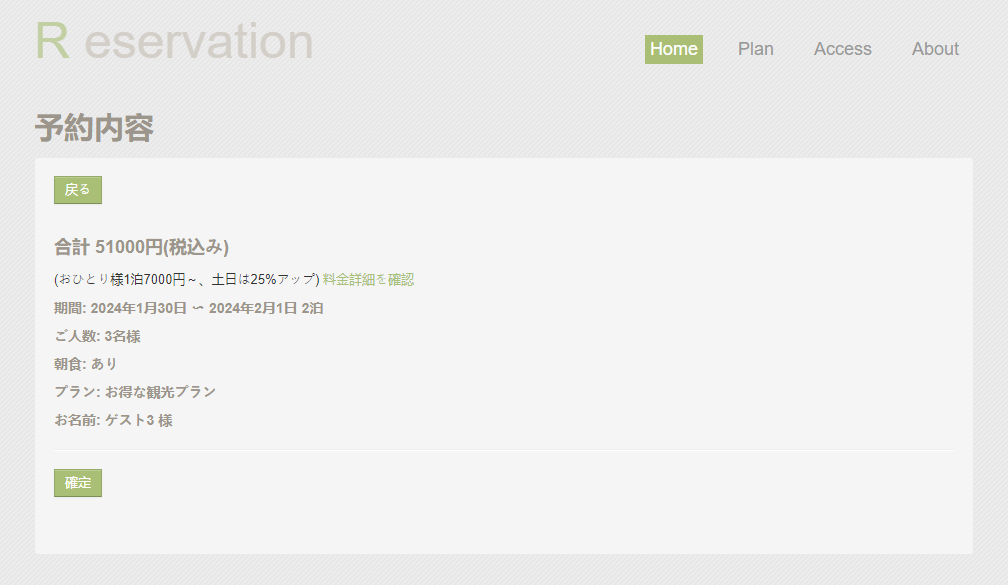 R eservation
Home Plan Access About
予約内容
戻る
合計 51000円(税込み)
(おひとり様1泊7000円～、土日は25%アップ) 料金詳細を確認
期間: 2024年1月30日 〜 2024年2月1日 2泊
ご人数: 3名様
朝食: あり
プラン: お得な観光プラン
お名前: ゲスト3 様
確定